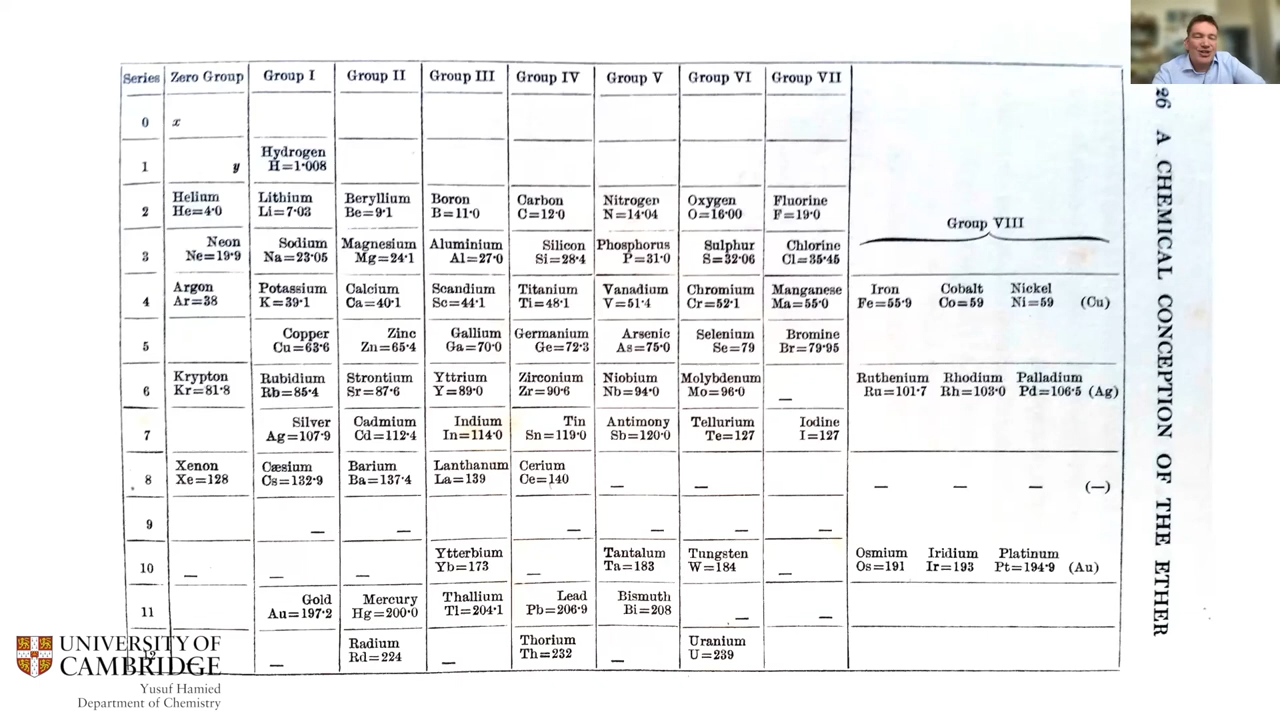 Series Zero Group Group I Group II Group III Group IV Group V Group VI Group VII
0 x
1 y Hydrogen H=1·008
2 Helium He=4·0 Lithium Li=7·03 Beryllium Be=9·1 Boron B=11·0 Carbon C=12·0 Nitrogen N=14·04 Oxygen O=16·00 Fluorine F=19·0
Group VIII
3 Neon Ne=19·9 Sodium Na=23·05 Magnesium Mg=24·1 Aluminium Al=27·0 Silicon Si=28·4 Phosphorus P=31·0 Sulphur S=32·06 Chlorine Cl=35·45
4 Argon Ar=38 Potassium K=39·1 Calcium Ca=40·1 Scandium Sc=44·1 Titanium Ti=48·1 Vanadium V=51·4 Chromium Cr=52·1 Manganese Ma=55·0 Iron Fe=55·9 Cobalt Co=59 Nickel Ni=59 (Cu)
5 Copper Cu=63·6 Zinc Zn=65·4 Gallium Ga=70·0 Germanium Ge=72·3 Arsenic As=75·0 Selenium Se=79 Bromine Br=79·95
6 Krypton Kr=81·8 Rubidium Rb=85·4 Strontium Sr=87·6 Yttrium Y=89·0 Zirconium Zr=90·6 Niobium Nb=94·0 Molybdenum Mo=96·0 — Ruthenium Ru=101·7 Rhodium Rh=103·0 Palladium Pd=106·5 (Ag)
7 Silver Ag=107·9 Cadmium Cd=112·4 Indium In=114·0 Tin Sn=119·0 Antimony Sb=120·0 Tellurium Te=127 Iodine I=127
8 Xenon Xe=128 Cæsium Cs=132·9 Barium Ba=137·4 Lanthanum La=139 Cerium Ce=140 — — — — — (—)
9 — — — — — —
10 — — — Ytterbium Yb=173 — Tantalum Ta=183 Tungsten W=184 — Osmium Os=191 Iridium Ir=193 Platinum Pt=194·9 (Au)
11 Gold Au=197·2 Mercury Hg=200·0 Thallium Tl=204·1 Lead Pb=206·9 Bismuth Bi=208 — —
12 — Radium Rd=224 — Thorium Th=232 — Uranium U=239
26 A CHEMICAL CONCEPTION OF THE ETHER
UNIVERSITY OF
CAMBRIDGE
Yusuf Hamied
Department of Chemistry